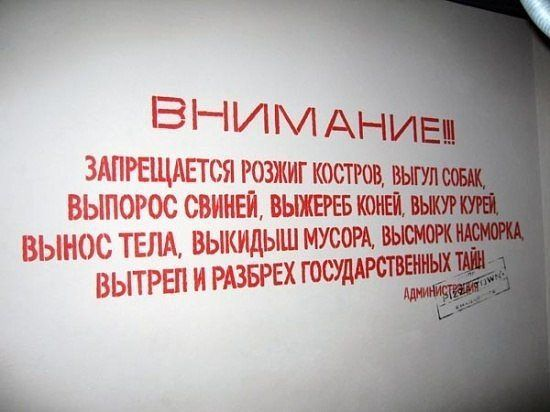 ВНИМАНИЕ!!!
ЗАПРЕЩАЕТСЯ РОЗЖИГ КОСТРОВ, ВЫГУЛ СОБАК,
ВЫПОРОС СВИНЕЙ, ВЫЖЕРЕБ КОНЕЙ, ВЫКУР КУРЕЙ,
ВЫНОС ТЕЛА, ВЫКИДЫШ МУСОРА, ВЫСМОРК НАСМОРКА,
ВЫТРЕП И РАЗБРЕХ ГОСУДАРСТВЕННЫХ ТАЙН
АДМИНИСТРАЦИЯ